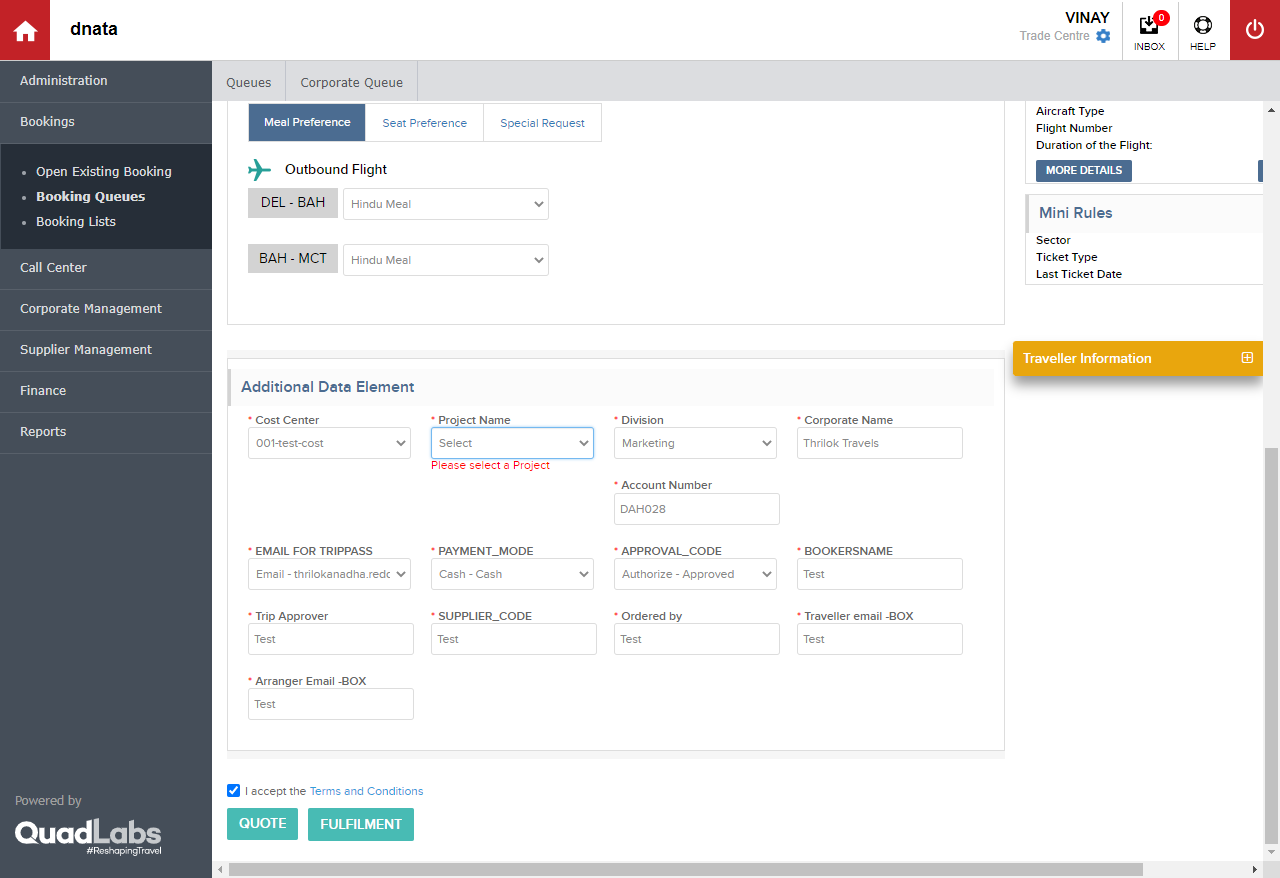 dnata
VINAY
Trade Centre
0
INBOX
HELP
Administration
Bookings
Open Existing Booking
Booking Queues
Booking Lists
Call Center
Corporate Management
Supplier Management
Finance
Reports
Powered by
QuadLabs
#ReshapingTravel
Queues
Corporate Queue
Meal Preference
Seat Preference
Special Request
Outbound Flight
DEL - BAH
Hindu Meal
BAH - MCT
Hindu Meal
Additional Data Element
* Cost Center
* Project Name
* Division
* Corporate Name
001-test-cost
Select
Marketing
Thrilok Travels
Please select a Project
* Account Number
DAH028
* EMAIL FOR TRIPPASS
* PAYMENT_MODE
* APPROVAL_CODE
* BOOKERSNAME
Email - thrilokanadha.redc
Cash - Cash
Authorize - Approved
Test
* Trip Approver
* SUPPLIER_CODE
* Ordered by
* Traveller email -BOX
Test
Test
Test
Test
* Arranger Email -BOX
Test
I accept the Terms and Conditions
QUOTE
FULFILMENT
Aircraft Type
Flight Number
Duration of the Flight:
MORE DETAILS
Mini Rules
Sector
Ticket Type
Last Ticket Date
Traveller Information